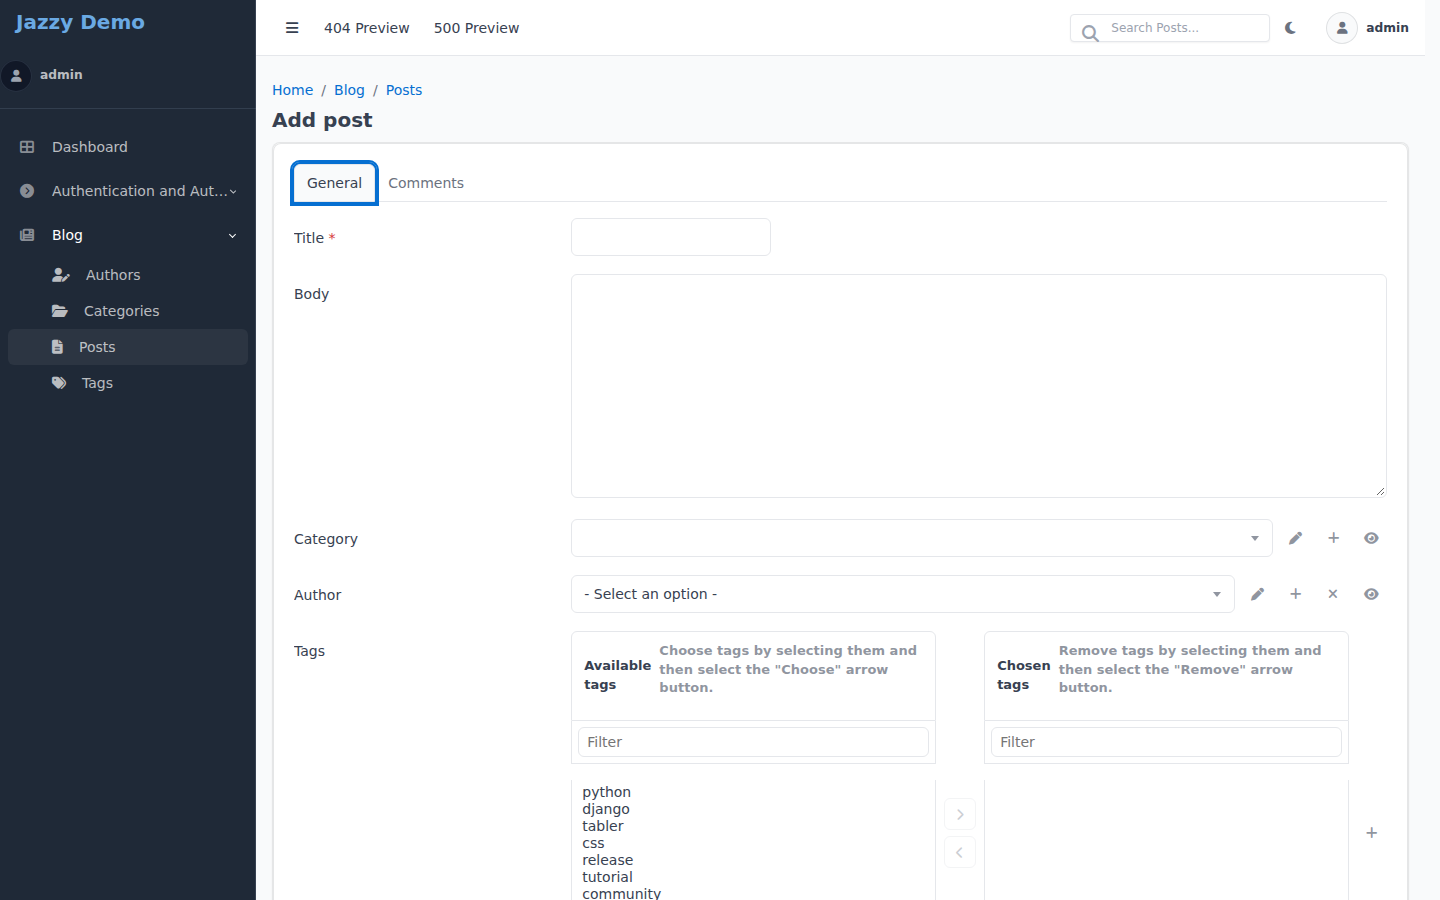 Jazzy Demo
admin
Dashboard
Authentication and Aut...
Blog
Authors
Categories
Posts
Tags
404 Preview
500 Preview
Search Posts...
admin
Home / Blog / Posts
Add post
General
Comments
Title *
Body
Category
Author
- Select an option -
Tags
Available tags
Choose tags by selecting them and
then select the "Choose" arrow
button.
Filter
python
django
tabler
css
release
tutorial
community
Chosen tags
Remove tags by selecting them and
then select the "Remove" arrow
button.
Filter